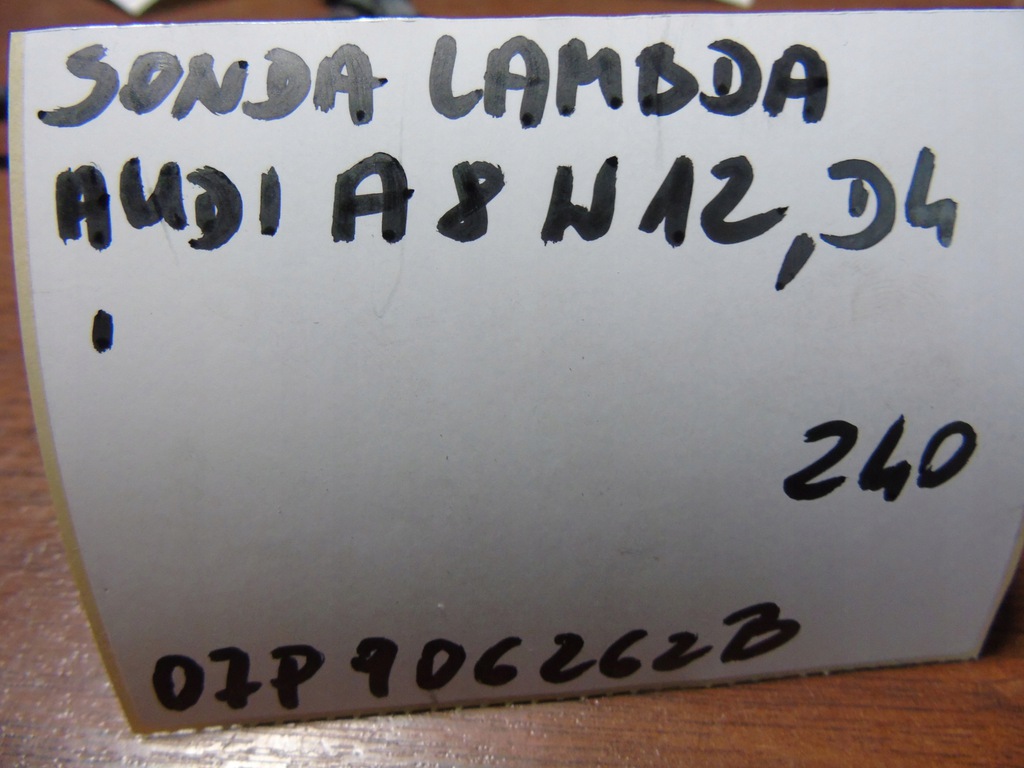 SONDA LAMBDA
AUDI A8 W12, D4
240
07P906262B